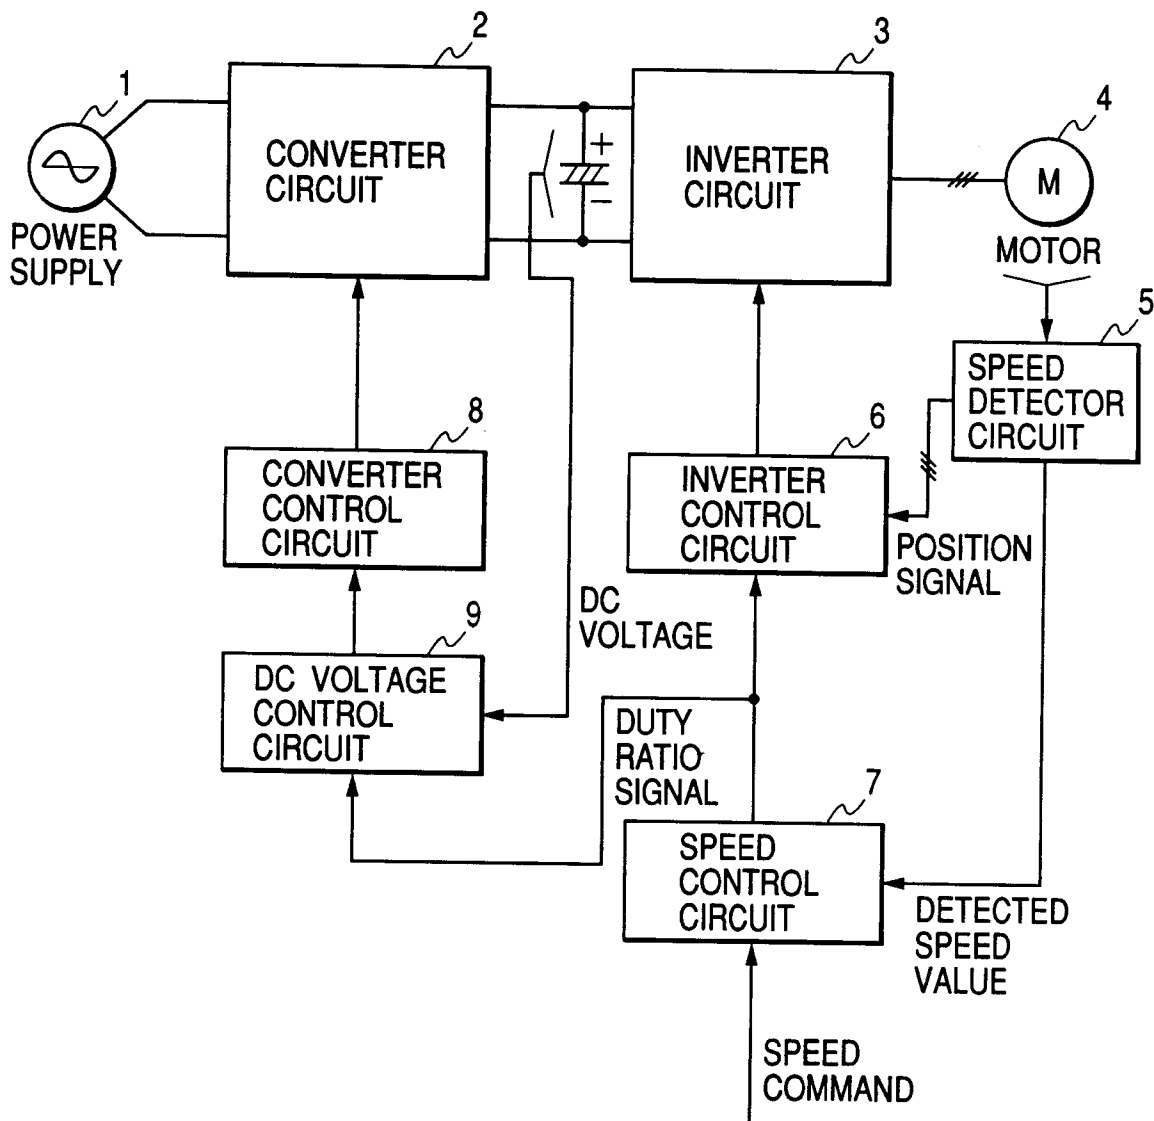 1
POWER
SUPPLY
2
CONVERTER
CIRCUIT
+
−
3
INVERTER
CIRCUIT
4
M
MOTOR
5
SPEED
DETECTOR
CIRCUIT
8
CONVERTER
CONTROL
CIRCUIT
6
INVERTER
CONTROL
CIRCUIT
POSITION
SIGNAL
DC
VOLTAGE
9
DC VOLTAGE
CONTROL
CIRCUIT
DUTY
RATIO
SIGNAL
7
SPEED
CONTROL
CIRCUIT
DETECTED
SPEED
VALUE
SPEED
COMMAND